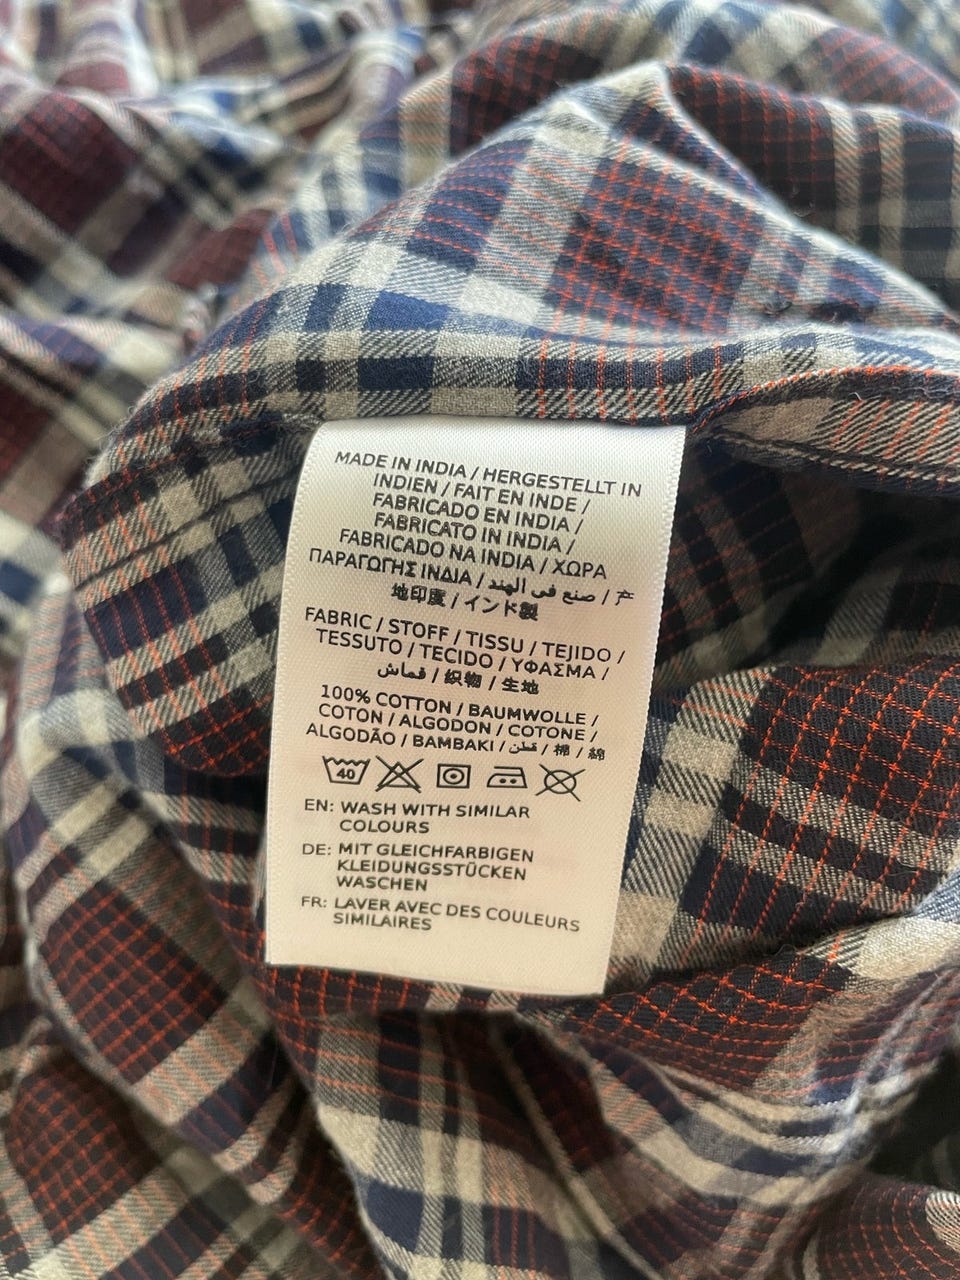 MADE IN INDIA / HERGESTELLT IN
INDIEN / FAIT EN INDE /
FABRICADO EN INDIA /
FABRICATO IN INDIA /
FABRICADO NA INDIA / ΧΩΡΑ
ΠΑΡΑΓΩΓΗΣ ΙΝΔΙΑ / صنع في الهند / 产
地印度 / インド製
FABRIC / STOFF / TISSU / TEJIDO /
TESSUTO / TECIDO / ΥΦΑΣΜΑ /
قماش / 织物 / 生地
100% COTTON / BAUMWOLLE /
COTON / ALGODON / COTONE /
ALGODÃO / BAMBAKI / قطن / 棉 / 綿
40
EN: WASH WITH SIMILAR
COLOURS
DE: MIT GLEICHFARBIGEN
KLEIDUNGSSTÜCKEN
WASCHEN
FR: LAVER AVEC DES COULEURS
SIMILAIRES